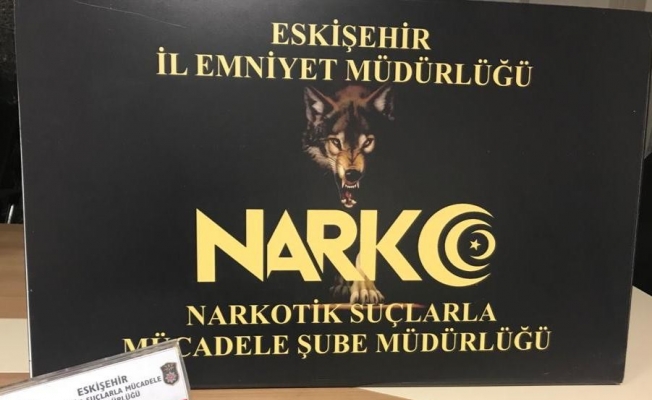 ESKİŞEHİR
İL EMNİYET MÜDÜRLÜĞÜ
NARKO
NARKOTİK SUÇLARLA
MÜCADELE ŞUBE MÜDÜRLÜĞÜ
ESKİŞEHİR
SUÇLARLA MÜCADELE